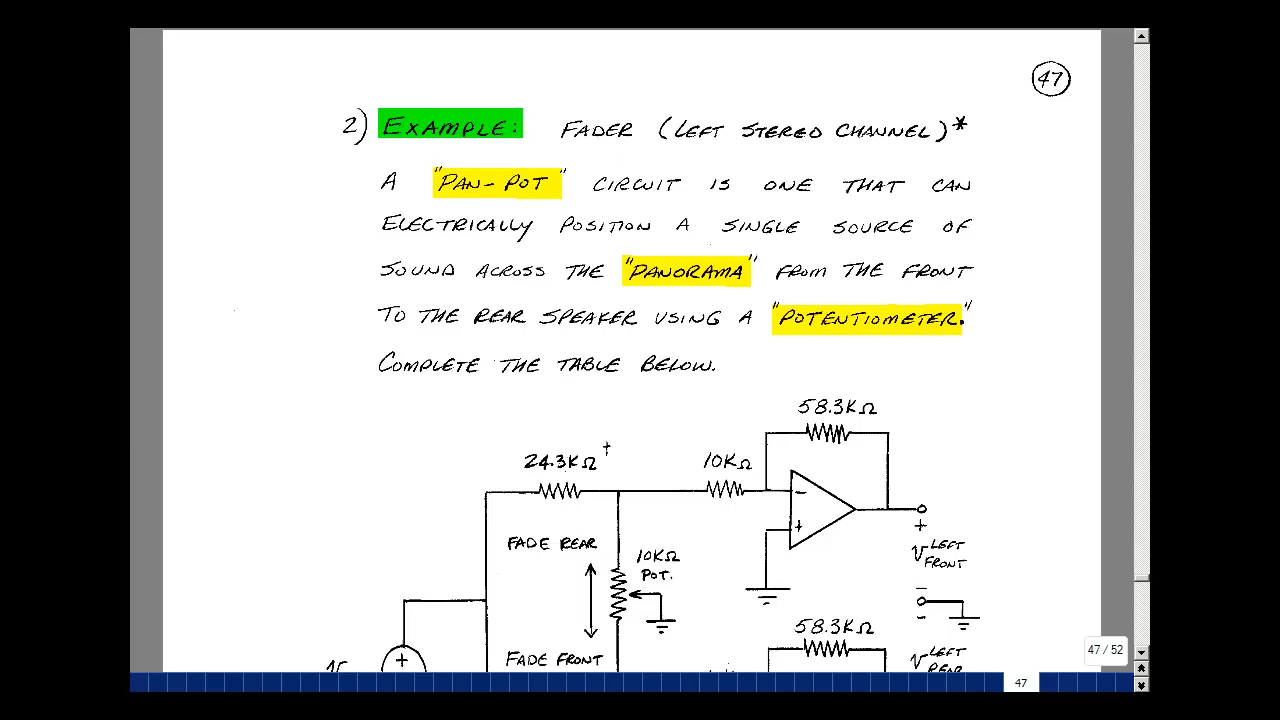 47
2) EXAMPLE: FADER (LEFT STEREO CHANNEL)*
A "PAN-POT" CIRCUIT IS ONE THAT CAN
ELECTRICALLY POSITION A SINGLE SOURCE OF
SOUND ACROSS THE "PANORAMA" FROM THE FRONT
TO THE REAR SPEAKER USING A "POTENTIOMETER."
COMPLETE THE TABLE BELOW.
58.3KΩ
24.3KΩ +
10KΩ
−
+
+
FADE REAR
10KΩ
POT.
V LEFT
FRONT
−
58.3KΩ
FADE FRONT
+
V LEFT
REAR
47 / 52
47